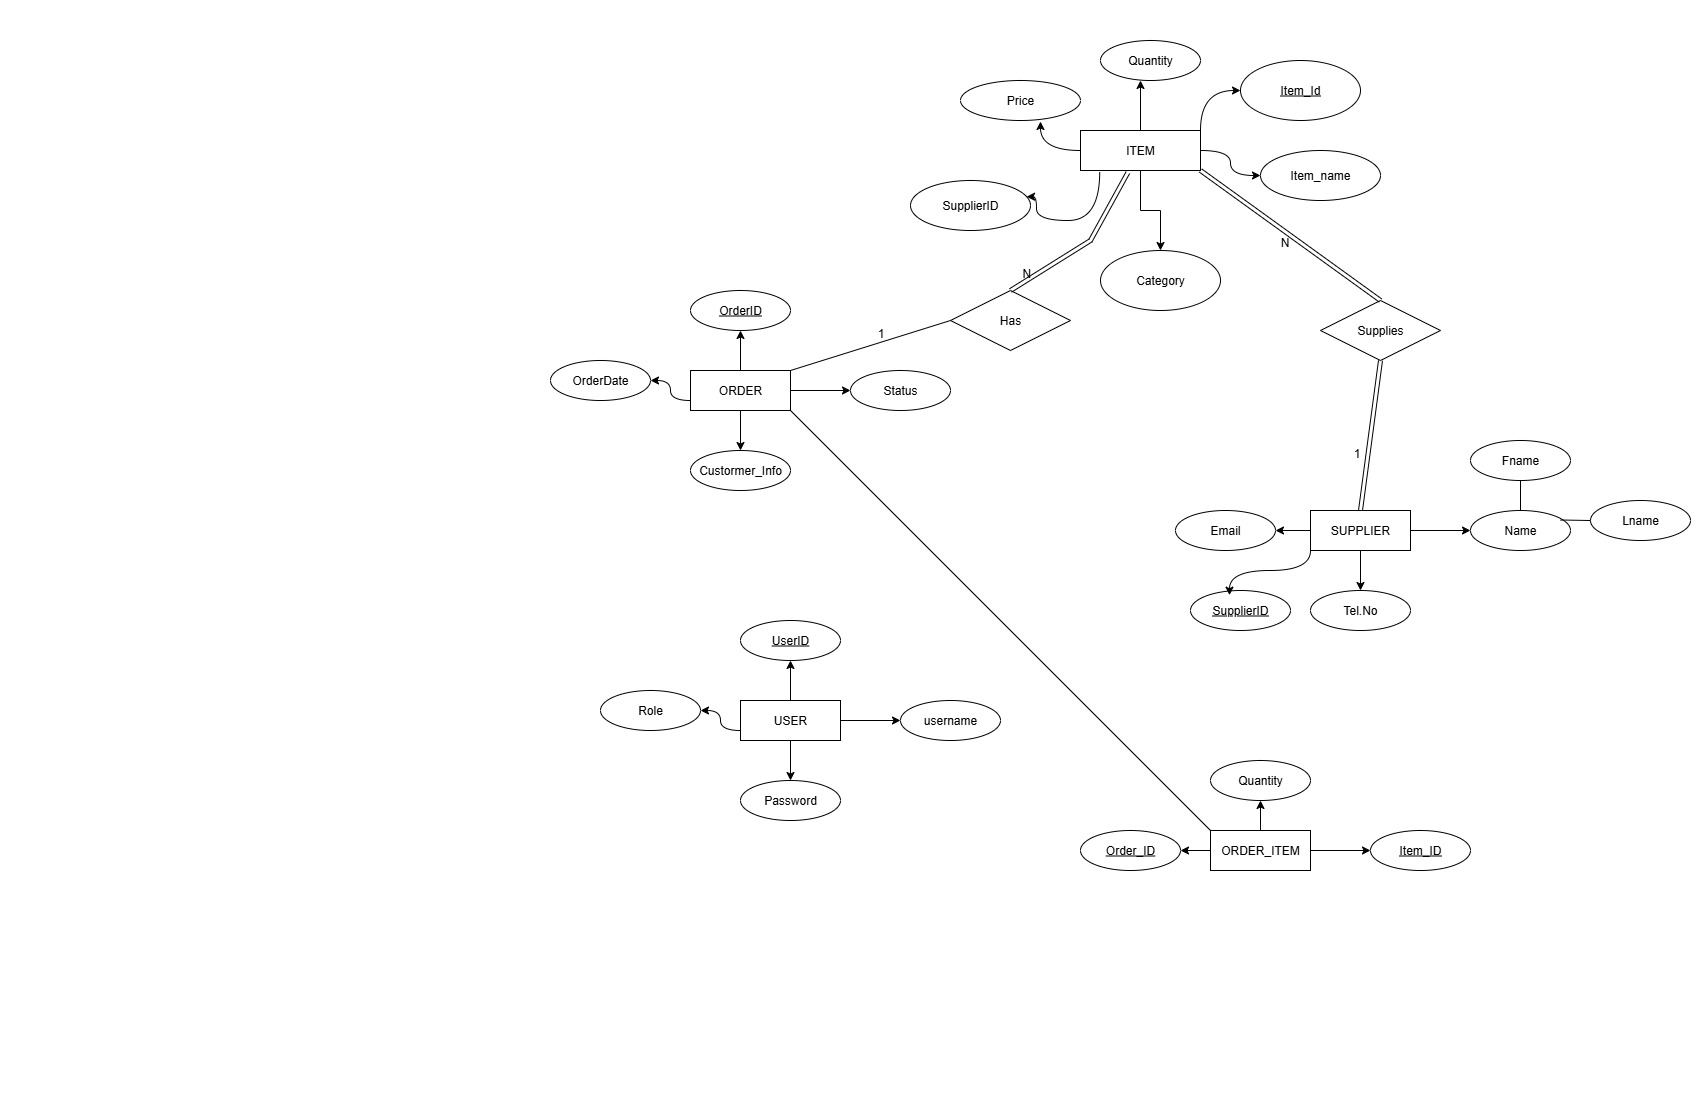 Quantity
Item_Id
Price
ITEM
Item_name
SupplierID
N
N
Category
Has
OrderID
Supplies
1
OrderDate
ORDER
Status
1
Custormer_Info
Fname
Lname
Email
SUPPLIER
Name
SupplierID
Tel.No
UserID
Role
USER
username
Quantity
Password
Order_ID
ORDER_ITEM
Item_ID